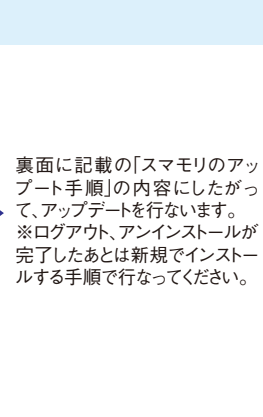 裏面に記載の「スマモリのアッ
プート手順」の内容にしたがっ
て、アップデートを行ないます。
※ログアウト、アンインストールが
完了したあとは新規でインストー
ルする手順で行なってください。